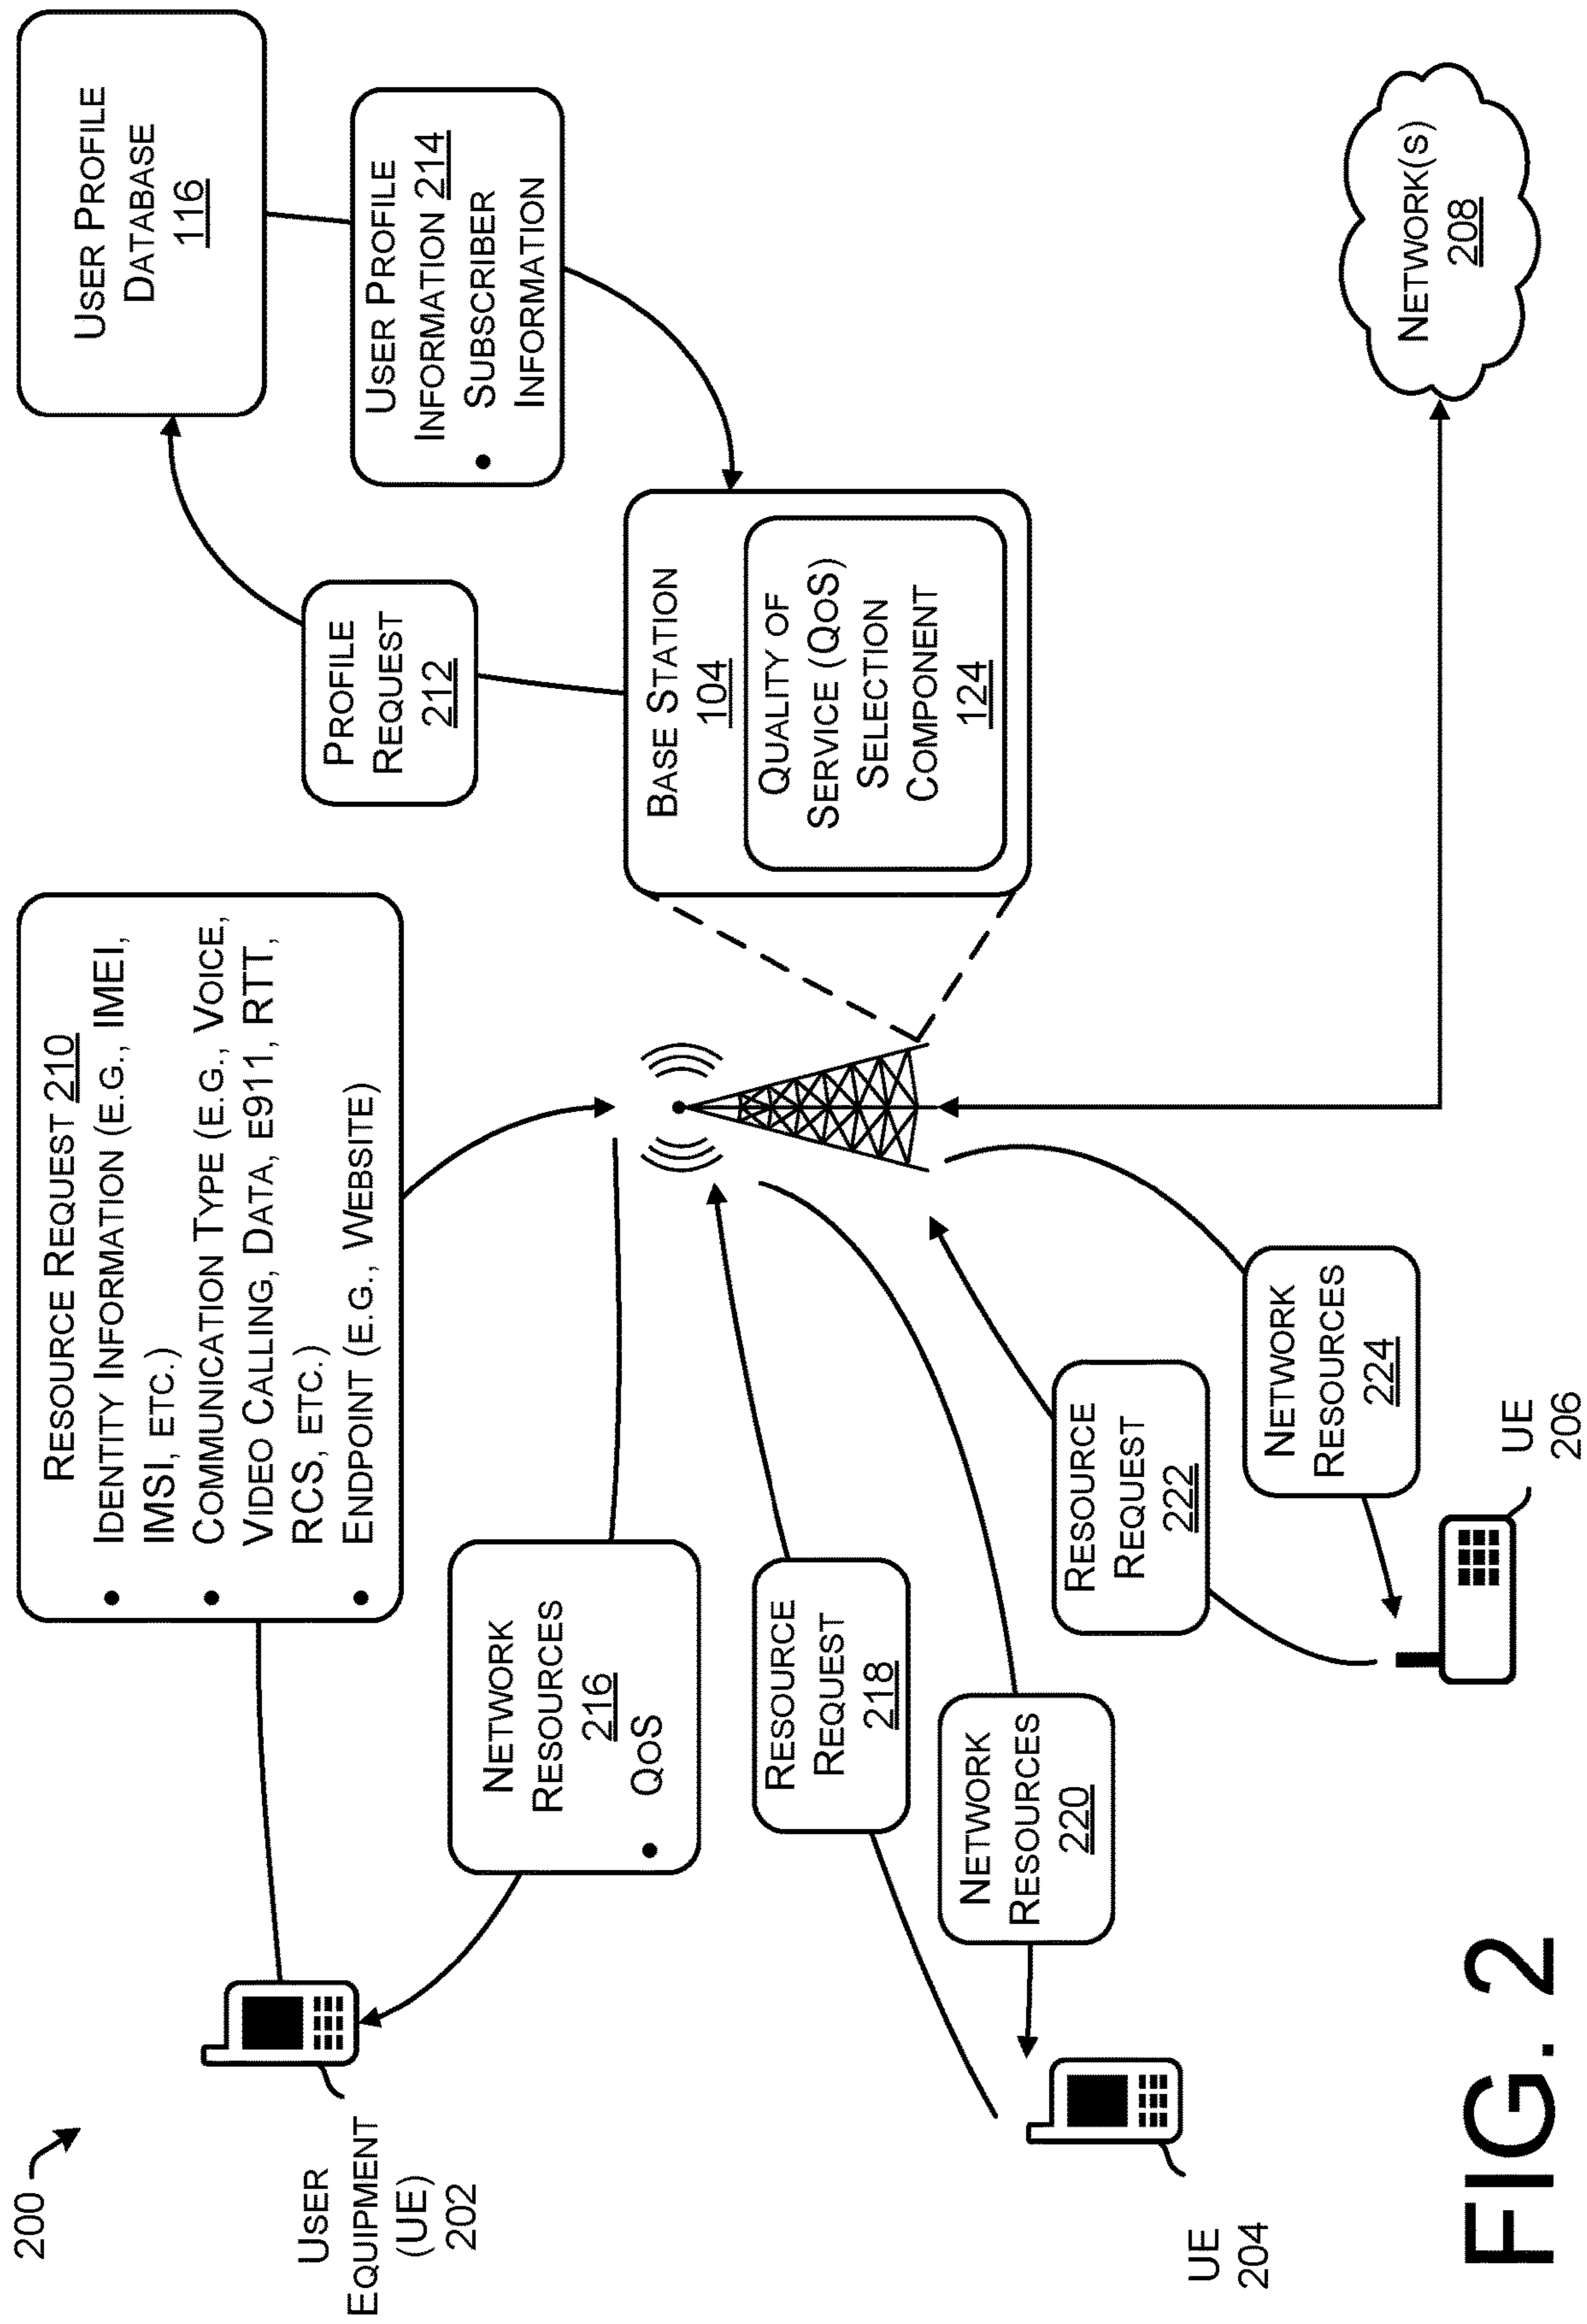 200
USER
EQUIPMENT
(UE)
202
RESOURCE REQUEST 210
• IDENTITY INFORMATION (E.G., IMEI,
IMSI, ETC.)
• COMMUNICATION TYPE (E.G., VOICE,
VIDEO CALLING, DATA, E911, RTT,
RCS, ETC.)
• ENDPOINT (E.G., WEBSITE)
USER PROFILE
DATABASE
116
PROFILE
REQUEST
212
USER PROFILE
INFORMATION 214
• SUBSCRIBER
INFORMATION
NETWORK
RESOURCES
216
• QOS
BASE STATION
104
QUALITY OF
SERVICE (QOS)
SELECTION
COMPONENT
124
RESOURCE
REQUEST
218
NETWORK
RESOURCES
220
UE
204
RESOURCE
REQUEST
222
NETWORK
RESOURCES
224
UE
206
NETWORK(S)
208
FIG. 2